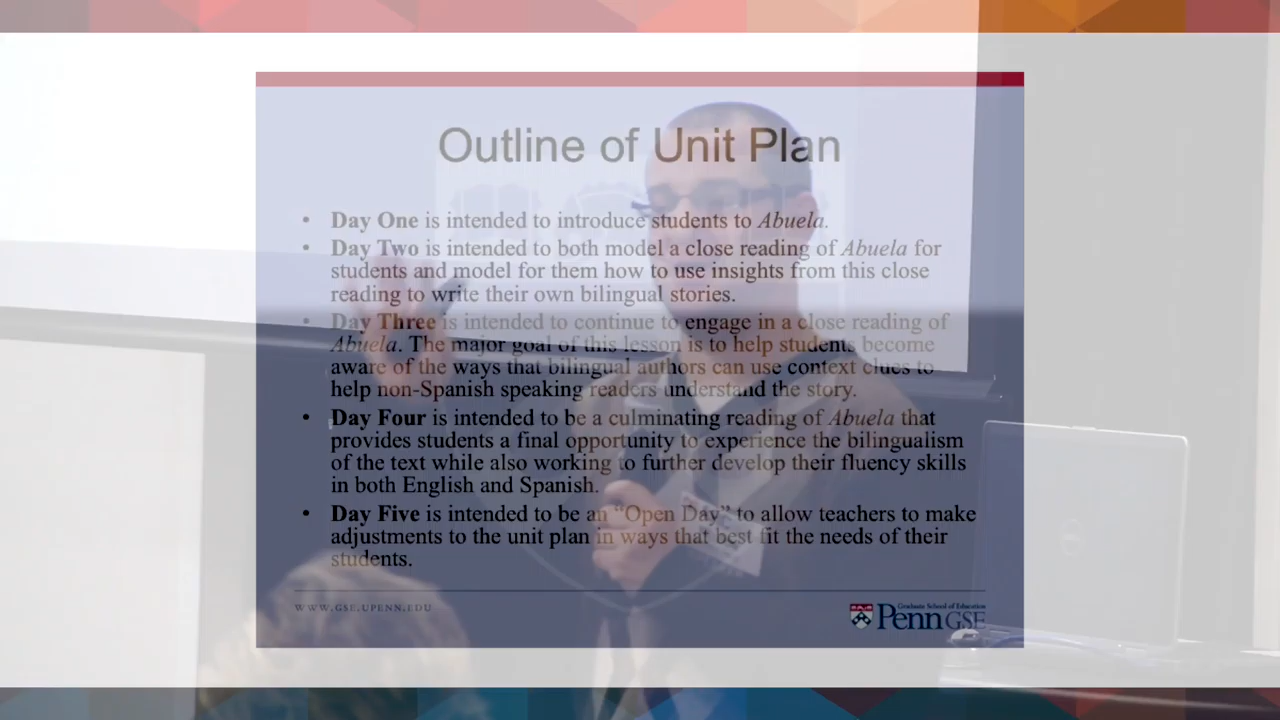 Outline of Unit Plan
• Day One is intended to introduce students to Abuela.
• Day Two is intended to both model a close reading of Abuela for
students and model for them how to use insights from this close
reading to write their own bilingual stories.
• Day Three is intended to continue to engage in a close reading of
Abuela. The major goal of this lesson is to help students become
aware of the ways that bilingual authors can use context clues to
help non-Spanish speaking readers understand the story.
• Day Four is intended to be a culminating reading of Abuela that
provides students a final opportunity to experience the bilingualism
of the text while also working to further develop their fluency skills
in both English and Spanish.
• Day Five is intended to be an “Open Day” to allow teachers to make
adjustments to the unit plan in ways that best fit the needs of their
students.
WWW.GSE.UPENN.EDU
Graduate School of Education
Penn GSE